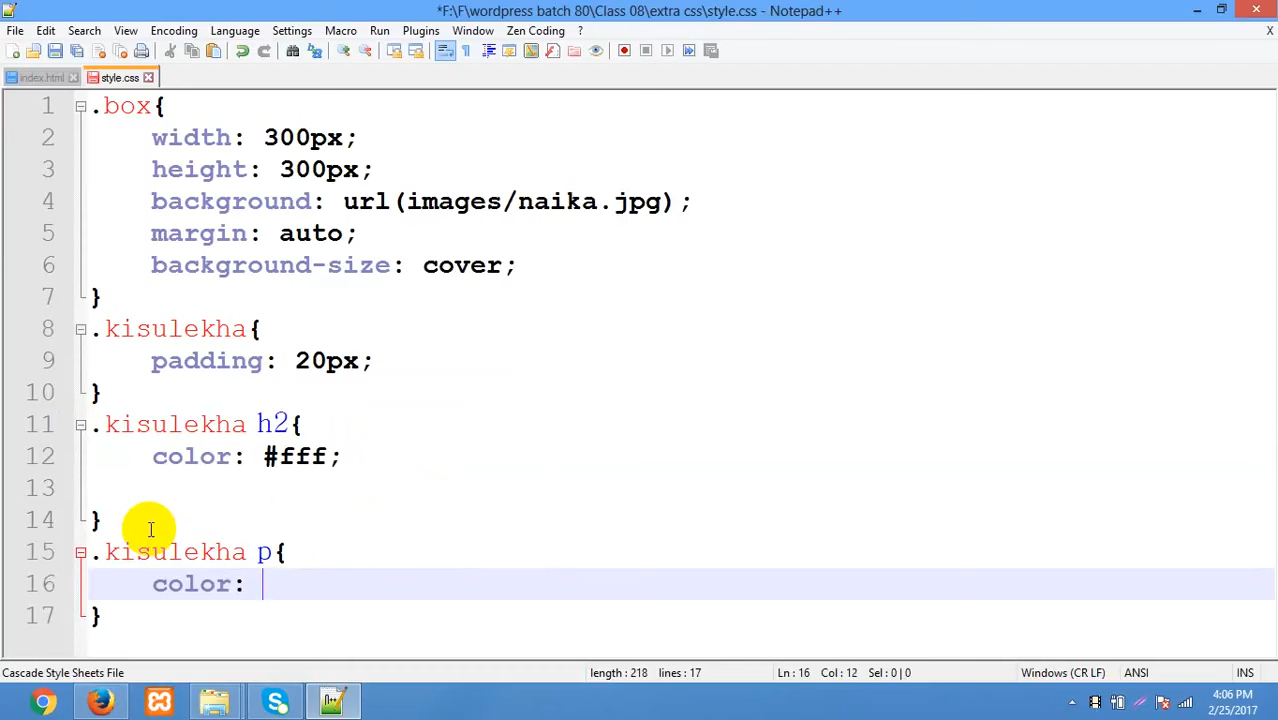 *F:\F\wordpress batch 80\Class 08\extra css\style.css - Notepad++
File Edit Search View Encoding Language Settings Macro Run Plugins Window Zen Coding ? X
index.html style.css
1 .box{
2 width: 300px;
3 height: 300px;
4 background: url(images/naika.jpg);
5 margin: auto;
6 background-size: cover;
7 }
8 .kisulekha{
9 padding: 20px;
10 }
11 .kisulekha h2{
12 color: #fff;
13
14 }
15 .kisulekha p{
16 color:
17 }
Cascade Style Sheets File length : 218 lines : 17 Ln : 16 Col : 12 Sel : 0 | 0 Windows (CR LF) ANSI INS
4:06 PM
2/25/2017